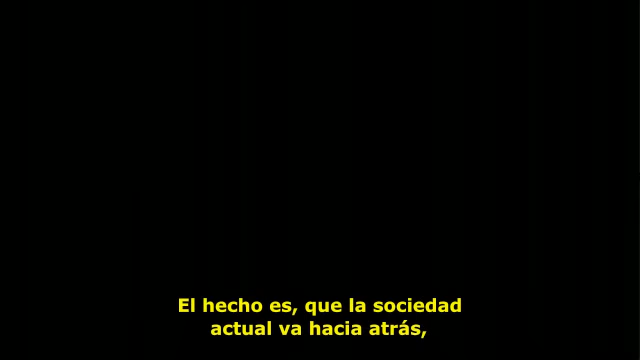 El hecho es, que la sociedad
actual va hacia atrás,